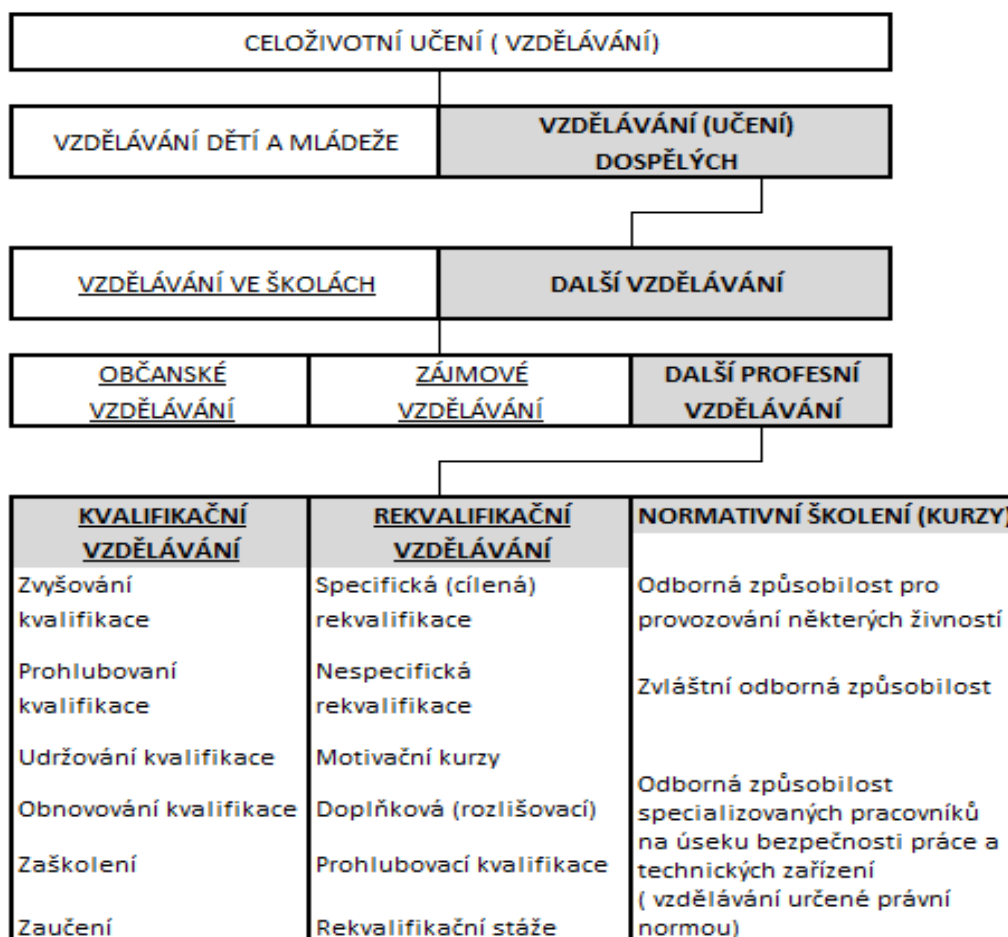 CELOŽIVOTNÍ UČENÍ ( VZDĚLÁVÁNÍ)
VZDĚLÁVÁNÍ DĚTÍ A MLÁDEŽE
VZDĚLÁVÁNÍ (UČENÍ)
DOSPĚLÝCH
VZDĚLÁVÁNÍ VE ŠKOLÁCH
DALŠÍ VZDĚLÁVÁNÍ
OBČANSKÉ
VZDĚLÁVÁNÍ
ZÁJMOVÉ
VZDĚLÁVÁNÍ
DALŠÍ PROFESNÍ
VZDĚLÁVÁNÍ
KVALIFIKAČNÍ
VZDĚLÁVÁNÍ
Zvyšování
kvalifikace
Prohlubovaní
kvalifikace
Udržování kvalifikace
Obnovování kvalifikace
Zaškolení
Zaučení
REKVALIFIKAČNÍ
VZDĚLÁVÁNÍ
Specifická (cílená)
rekvalifikace
Nespecifická
rekvalifikace
Motivační kurzy
Doplňková (rozlišovací)
Prohlubovací kvalifikace
Rekvalifikační stáže
NORMATIVNÍ ŠKOLENÍ (KURZY)
Odborná způsobilost pro
provozování některých živností
Zvláštní odborná způsobilost
Odborná způsobilost
specializovaných pracovníků
na úseku bezpečnosti práce a
technických zařízení
( vzdělávání určené právní
normou)